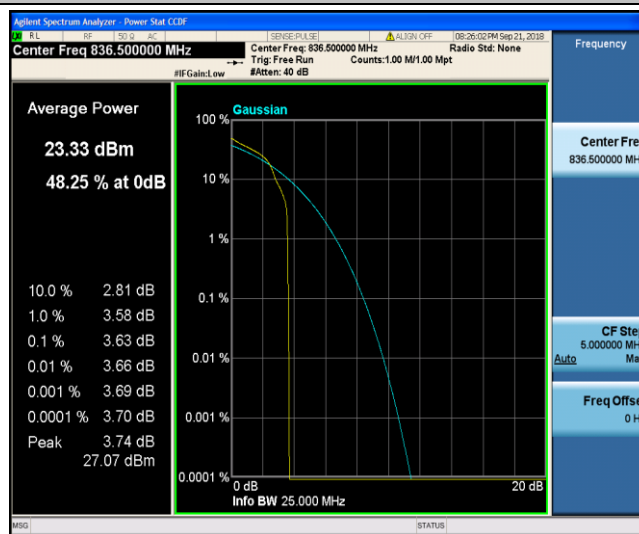 Agilent Spectrum Analyzer - Power Stat CCDF
RL RF 50 Ω AC SENSE:PULSE ALIGN OFF 08:26:02PM Sep 21, 2018
Center Freq 836.500000 MHz
Center Freq: 836.500000 MHz Radio Std: None
Trig: Free Run Counts:1.00 M/1.00 Mpt
#IFGain:Low #Atten: 40 dB
Frequency
Average Power
23.33 dBm
48.25 % at 0dB
10.0 % 2.81 dB
1.0 % 3.58 dB
0.1 % 3.63 dB
0.01 % 3.66 dB
0.001 % 3.69 dB
0.0001 % 3.70 dB
Peak 3.74 dB
27.07 dBm
Gaussian
100 %
10 %
1 %
0.1 %
0.01 %
0.001 %
0.0001 %
0 dB 20 dB
Info BW 25.000 MHz
Center Fre
836.500000 MH
CF Ste
5.000000 MH
Auto Ma
Freq Offse
0 H
MSG STATUS